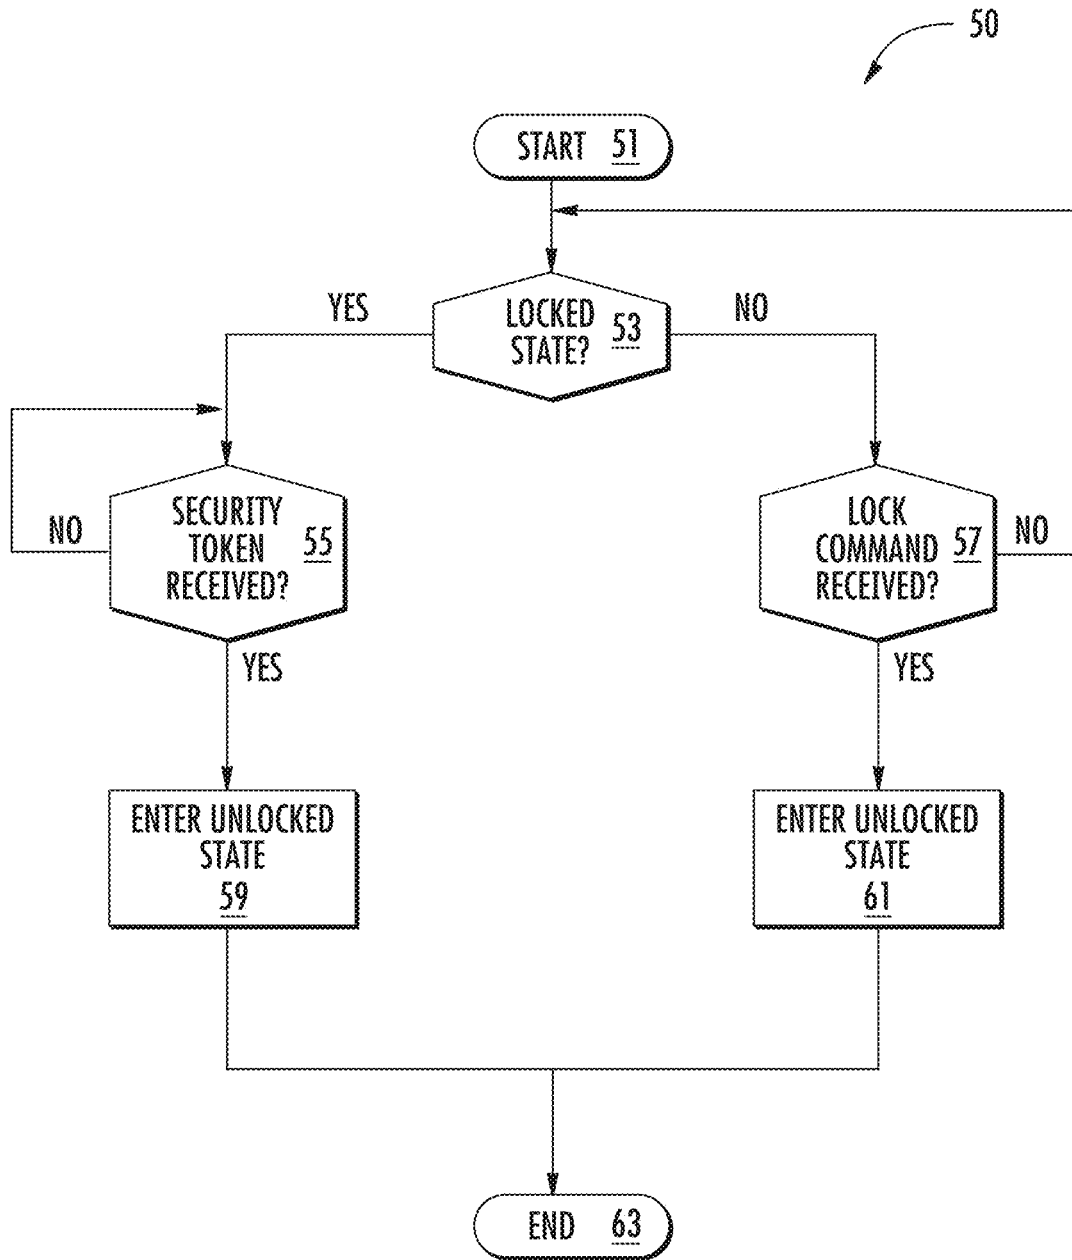 50
START 51
YES
NO
LOCKED
STATE?
53
NO
SECURITY
TOKEN
RECEIVED?
55
YES
LOCK
COMMAND
RECEIVED?
57
NO
YES
ENTER UNLOCKED
STATE
59
ENTER UNLOCKED
STATE
61
END 63